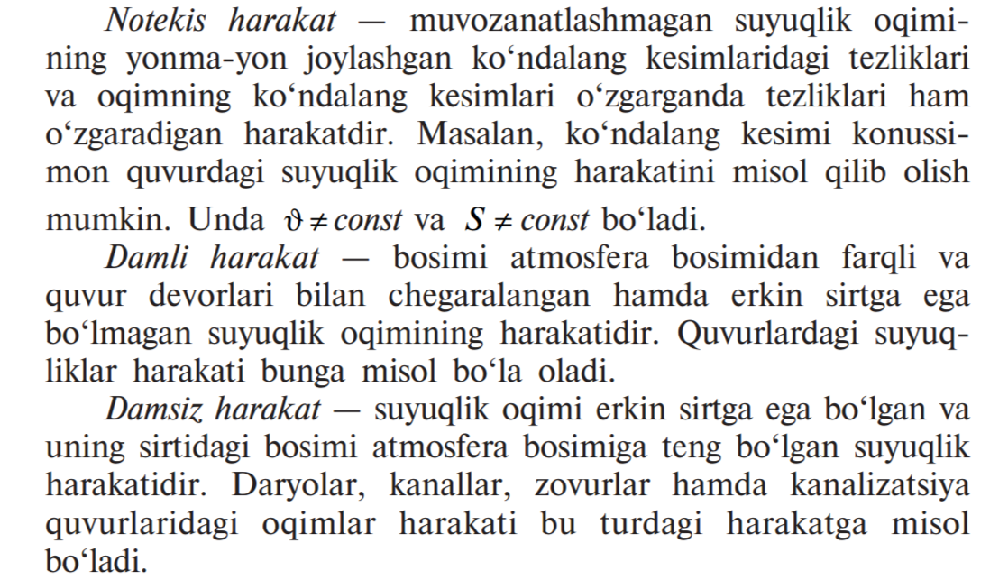 Notekis harakat — muvozanatlashmagan suyuqlik oqimi-
ning yonma-yon joylashgan ko‘ndalang kesimlaridagi tezliklari
va oqimning ko‘ndalang kesimlari o‘zgarganda tezliklari ham
o‘zgaradigan harakatdir. Masalan, ko‘ndalang kesimi konussi-
mon quvurdagi suyuqlik oqimining harakatini misol qilib olish
mumkin. Unda ϑ ≠ const va S ≠ const bo‘ladi.
Damli harakat — bosimi atmosfera bosimidan farqli va
quvur devorlari bilan chegaralangan hamda erkin sirtga ega
bo‘lmagan suyuqlik oqimining harakatidir. Quvurlardagi suyuq-
liklar harakati bunga misol bo‘la oladi.
Damsiz harakat — suyuqlik oqimi erkin sirtga ega bo‘lgan va
uning sirtidagi bosimi atmosfera bosimiga teng bo‘lgan suyuqlik
harakatidir. Daryolar, kanallar, zovurlar hamda kanalizatsiya
quvurlaridagi oqimlar harakati bu turdagi harakatga misol
bo‘ladi.